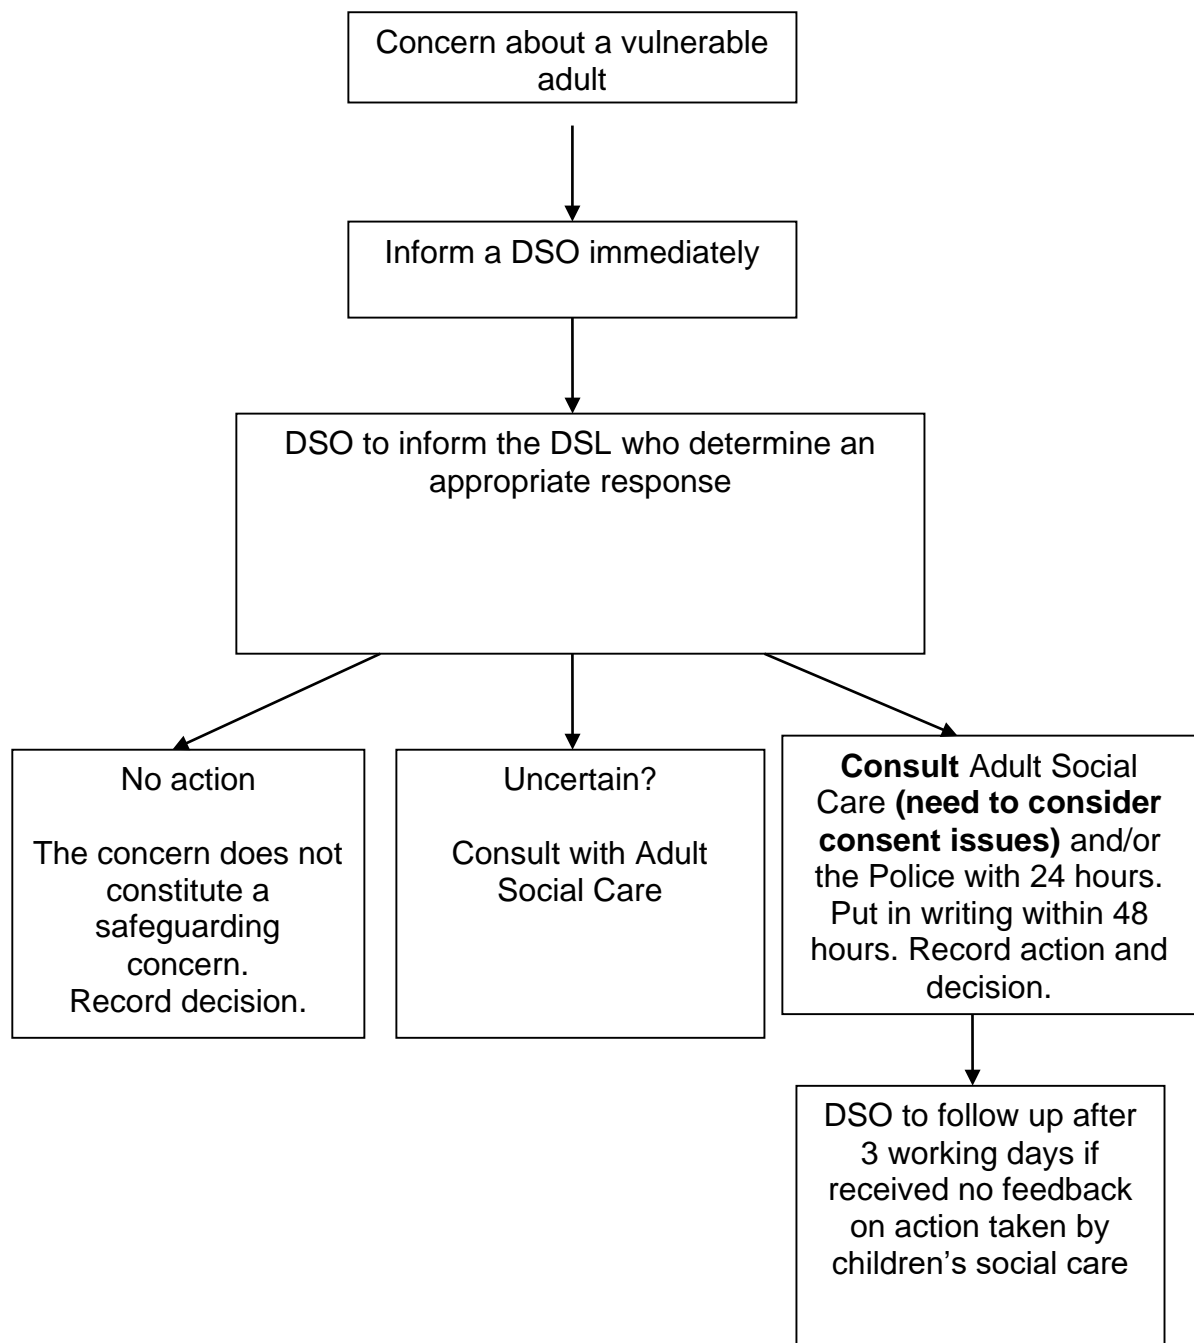 Concern about a vulnerable
adult
Inform a DSO immediately
DSO to inform the DSL who determine an
appropriate response
No action
The concern does not
constitute a
safeguarding
concern.
Record decision.
Uncertain?
Consult with Adult
Social Care
Consult Adult Social
Care (need to consider
consent issues) and/or
the Police with 24 hours.
Put in writing within 48
hours. Record action and
decision.
DSO to follow up after
3 working days if
received no feedback
on action taken by
children’s social care